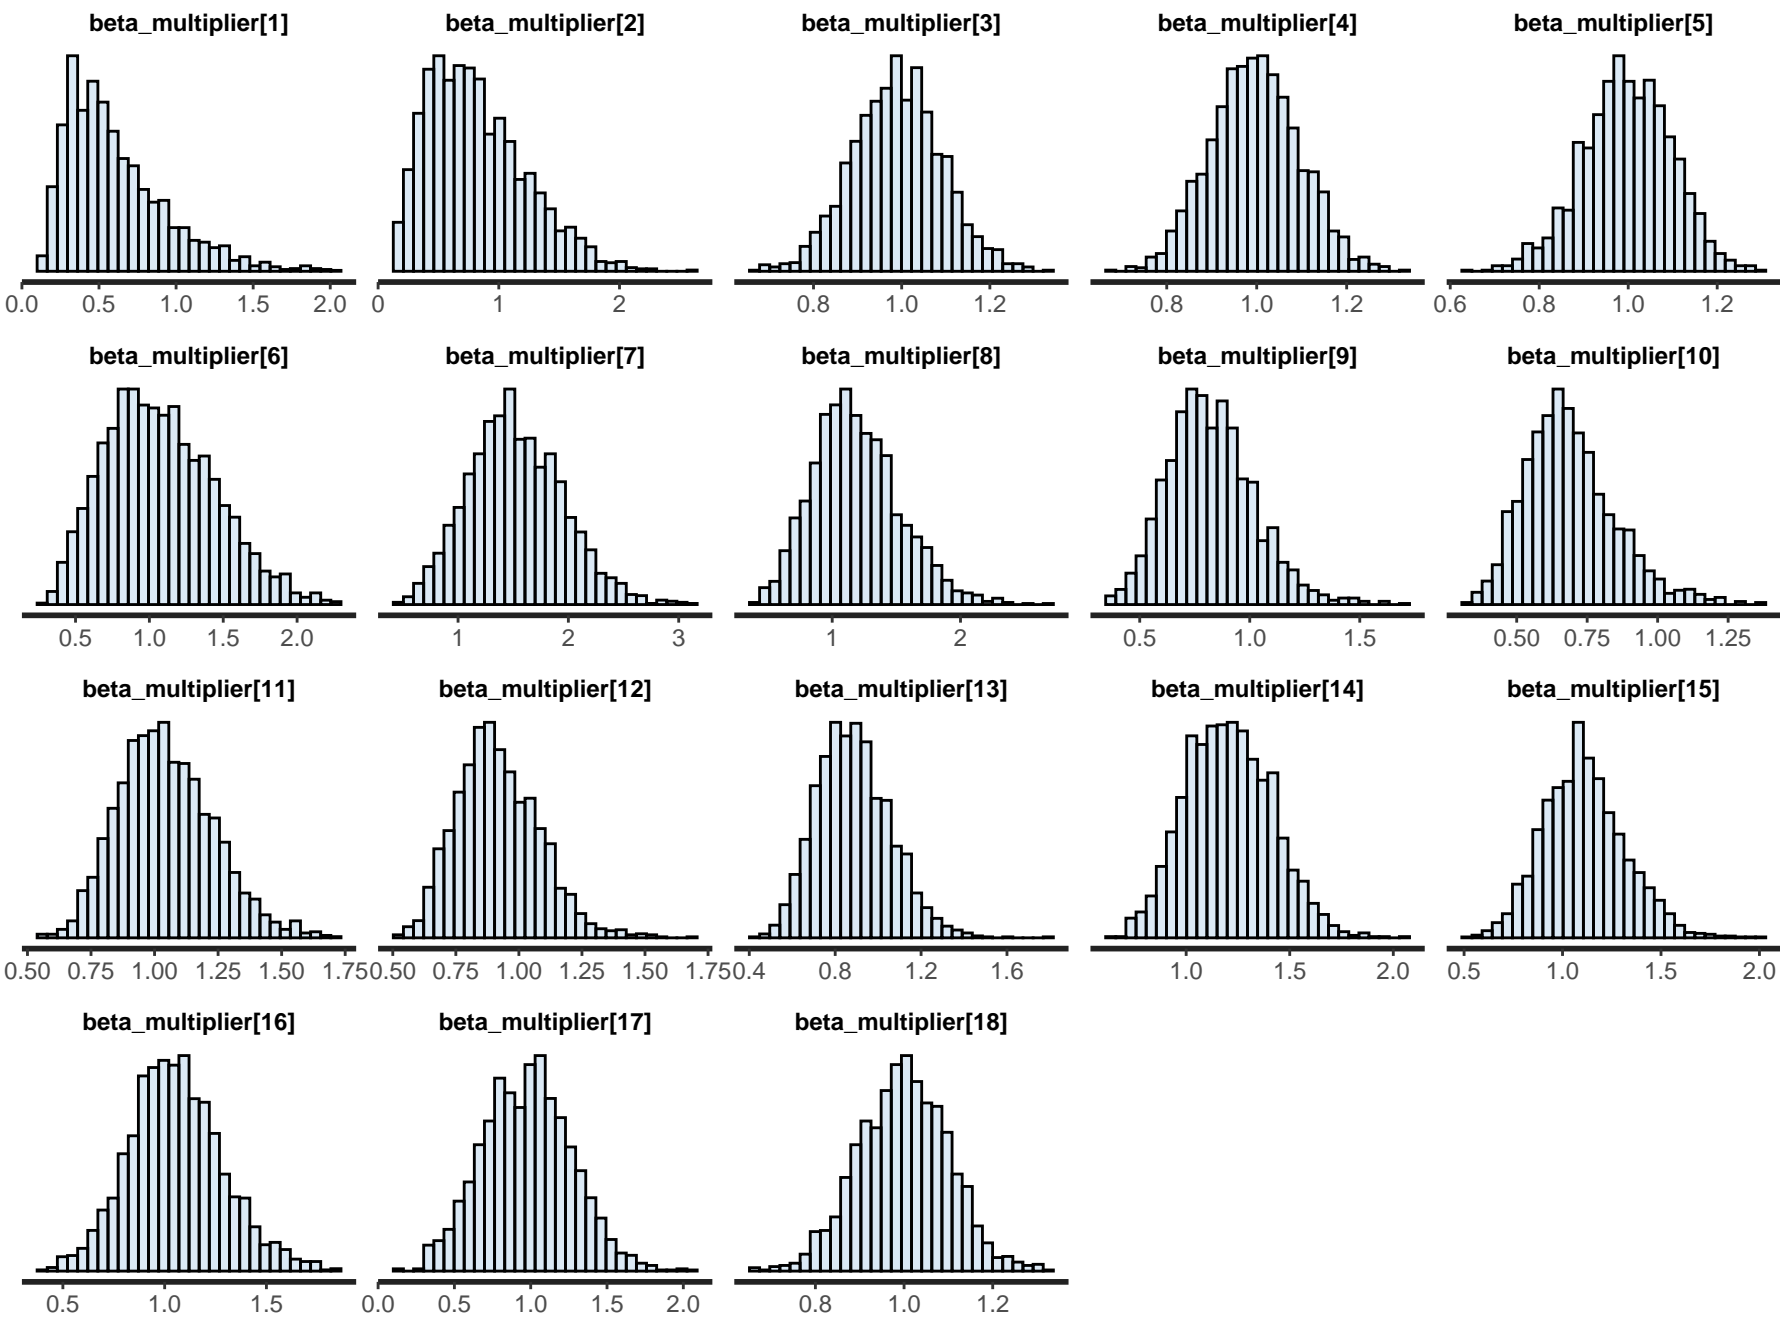 beta_multiplier[1] beta_multiplier[2] beta_multiplier[3] beta_multiplier[4] beta_multiplier[5]
0.0 0.5 1.0 1.5 2.0 0 1 2 0.8 1.0 1.2 0.8 1.0 1.2 0.6 0.8 1.0 1.2
beta_multiplier[6] beta_multiplier[7] beta_multiplier[8] beta_multiplier[9] beta_multiplier[10]
0.5 1.0 1.5 2.0 1 2 3 1 2 0.5 1.0 1.5 0.50 0.75 1.00 1.25
beta_multiplier[11] beta_multiplier[12] beta_multiplier[13] beta_multiplier[14] beta_multiplier[15]
0.50 0.75 1.00 1.25 1.50 1.75 0.50 0.75 1.00 1.25 1.50 1.75 0.4 0.8 1.2 1.6 1.0 1.5 2.0 0.5 1.0 1.5 2.0
beta_multiplier[16] beta_multiplier[17] beta_multiplier[18]
0.5 1.0 1.5 0.0 0.5 1.0 1.5 2.0 0.8 1.0 1.2